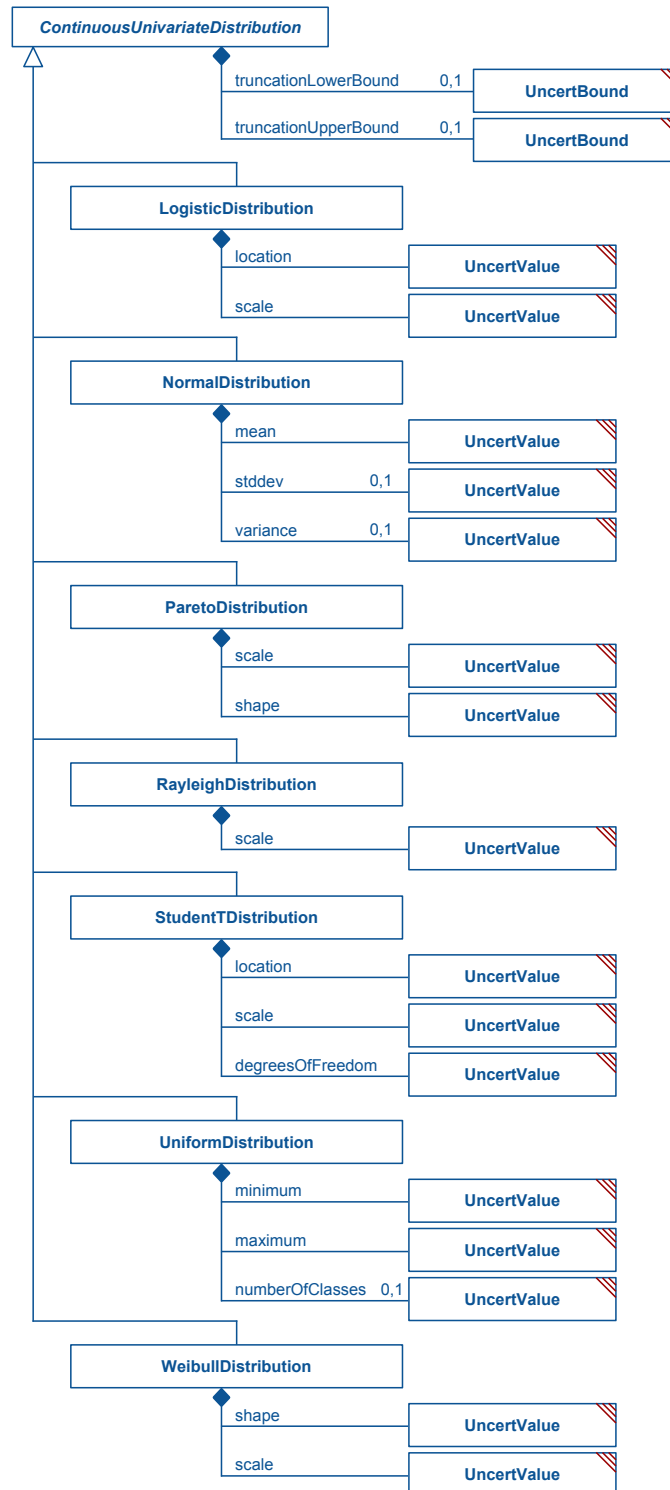 ContinuousUnivariateDistribution
truncationLowerBound 0,1 UncertBound
truncationUpperBound 0,1 UncertBound
LogisticDistribution
location UncertValue
scale UncertValue
NormalDistribution
mean UncertValue
stddev 0,1 UncertValue
variance 0,1 UncertValue
ParetoDistribution
scale UncertValue
shape UncertValue
RayleighDistribution
scale UncertValue
StudentTDistribution
location UncertValue
scale UncertValue
degreesOfFreedom UncertValue
UniformDistribution
minimum UncertValue
maximum UncertValue
numberOfClasses 0,1 UncertValue
WeibullDistribution
shape UncertValue
scale UncertValue